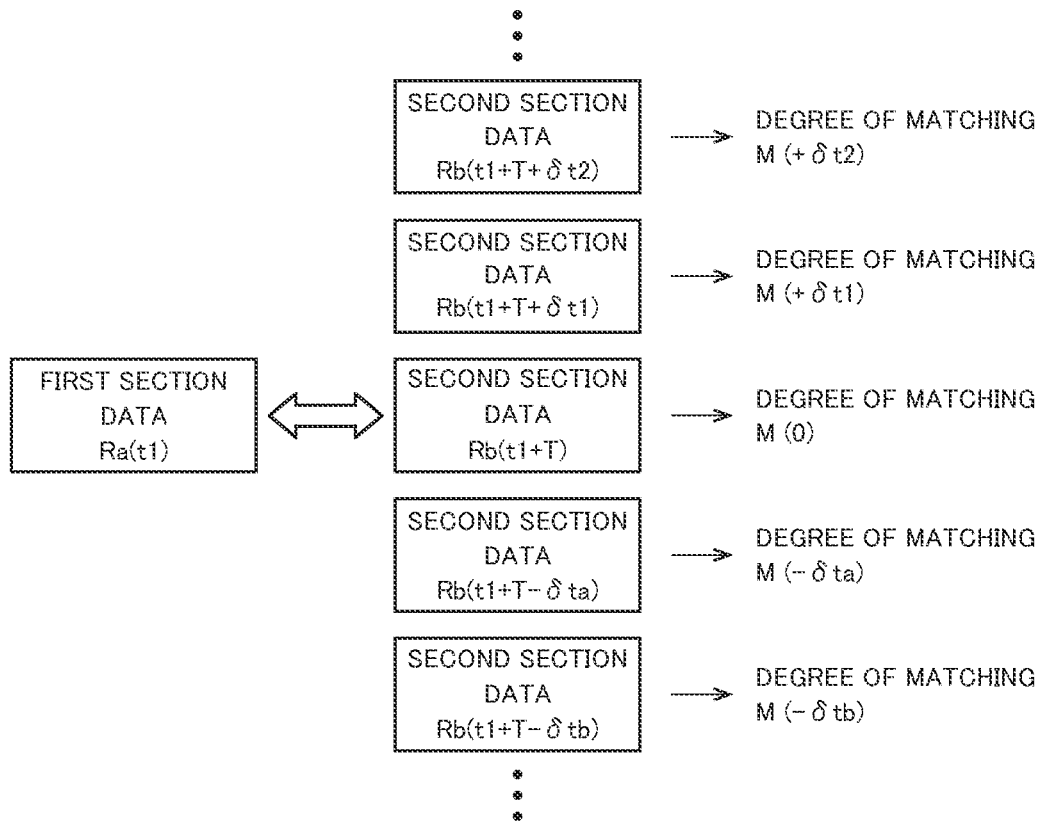 SECOND SECTION
DATA
Rb(t1+T+δt2)
DEGREE OF MATCHING
M (+δt2)
SECOND SECTION
DATA
Rb(t1+T+δt1)
DEGREE OF MATCHING
M (+δt1)
FIRST SECTION
DATA
Ra(t1)
SECOND SECTION
DATA
Rb(t1+T)
DEGREE OF MATCHING
M (0)
SECOND SECTION
DATA
Rb(t1+T-δta)
DEGREE OF MATCHING
M (-δta)
SECOND SECTION
DATA
Rb(t1+T-δtb)
DEGREE OF MATCHING
M (-δtb)